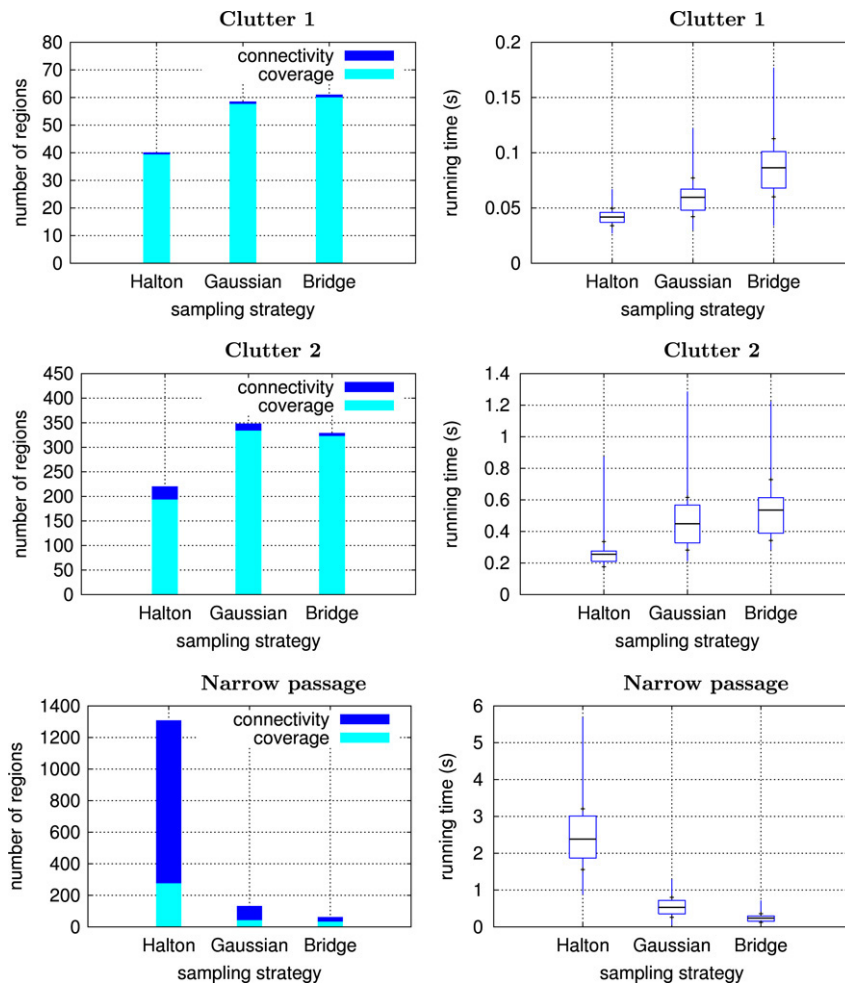 Clutter 1
80
70
60
50
40
30
20
10
0
number of regions
connectivity
coverage
Halton Gaussian Bridge
sampling strategy
Clutter 1
0.2
0.15
0.1
0.05
0
running time (s)
Halton Gaussian Bridge
sampling strategy
Clutter 2
450
400
350
300
250
200
150
100
50
0
number of regions
connectivity
coverage
Halton Gaussian Bridge
sampling strategy
Clutter 2
1.4
1.2
1
0.8
0.6
0.4
0.2
0
running time (s)
Halton Gaussian Bridge
sampling strategy
Narrow passage
1400
1200
1000
800
600
400
200
0
number of regions
connectivity
coverage
Halton Gaussian Bridge
sampling strategy
Narrow passage
6
5
4
3
2
1
0
running time (s)
Halton Gaussian Bridge
sampling strategy